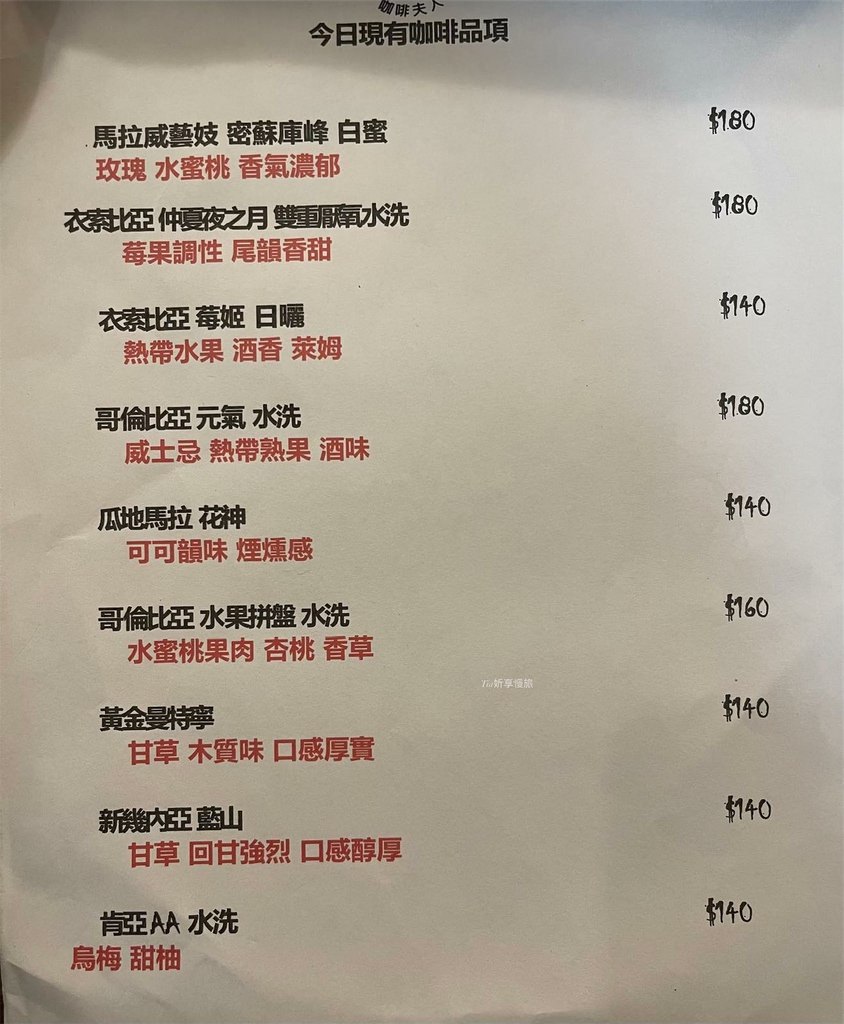 咖啡夫人
今日現有咖啡品項
馬拉威藝妓 密蘇庫峰 白蜜 $180
玫瑰 水蜜桃 香氣濃郁
衣索比亞 仲夏夜之月 雙重厭氧水洗 $180
莓果調性 尾韻香甜
衣索比亞 莓姬 日曬 $140
熱帶水果 酒香 萊姆
哥倫比亞 元氣 水洗 $180
威士忌 熱帶熟果 酒味
瓜地馬拉 花神 $140
可可韻味 煙燻感
哥倫比亞 水果拼盤 水洗 $160
水蜜桃果肉 杏桃 香草
黃金曼特寧 $140
甘草 木質味 口感厚實
新幾內亞 藍山 $140
甘草 回甘強烈 口感醇厚
肯亞AA 水洗 $140
烏梅 甜柚
妡享慢旅